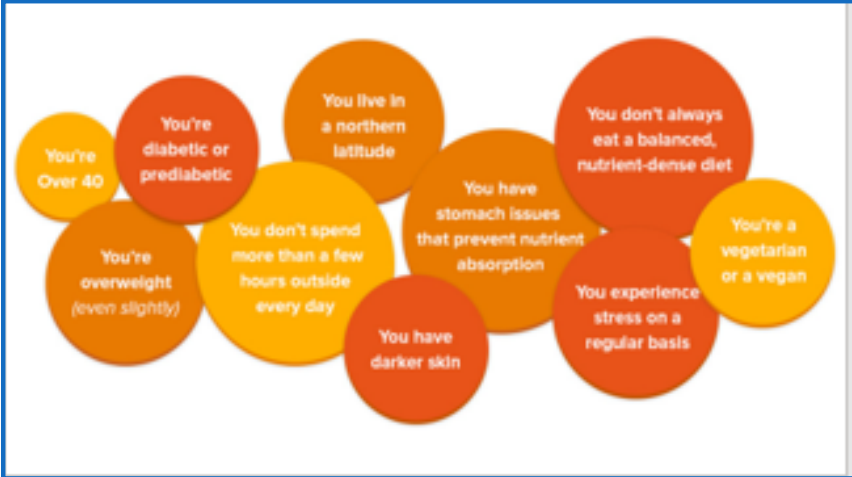 You're
Over 40
You're
diabetic or
prediabetic
You live in
a northern
latitude
You don't always
eat a balanced,
nutrient-dense diet
You're
overweight
(even slightly)
You don't spend
more than a few
hours outside
every day
You have
stomach issues
that prevent nutrient
absorption
You're a
vegetarian
or a vegan
You have
darker skin
You experience
stress on a
regular basis